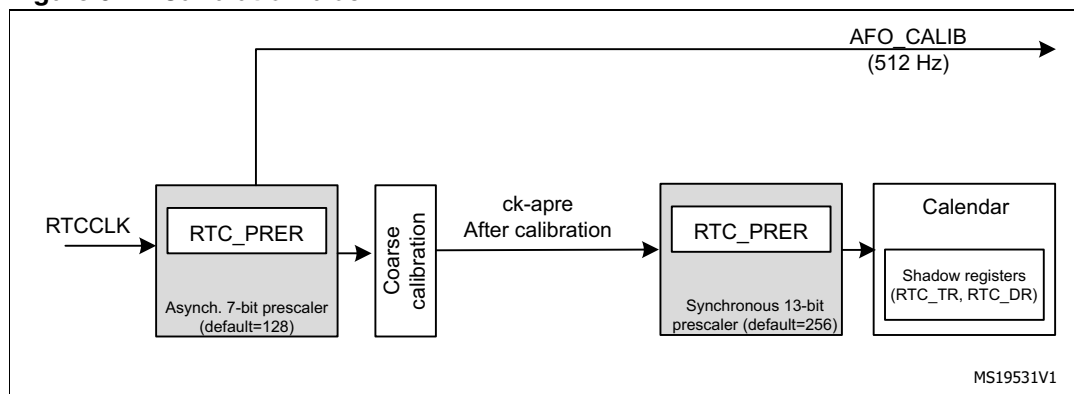 AFO_CALIB
(512 Hz)
RTCCLK
RTC_PRER
Asynch. 7-bit prescaler
(default=128)
Coarse
calibration
ck-apre
After calibration
RTC_PRER
Synchronous 13-bit
prescaler (default=256)
Calendar
Shadow registers
(RTC_TR, RTC_DR)
MS19531V1